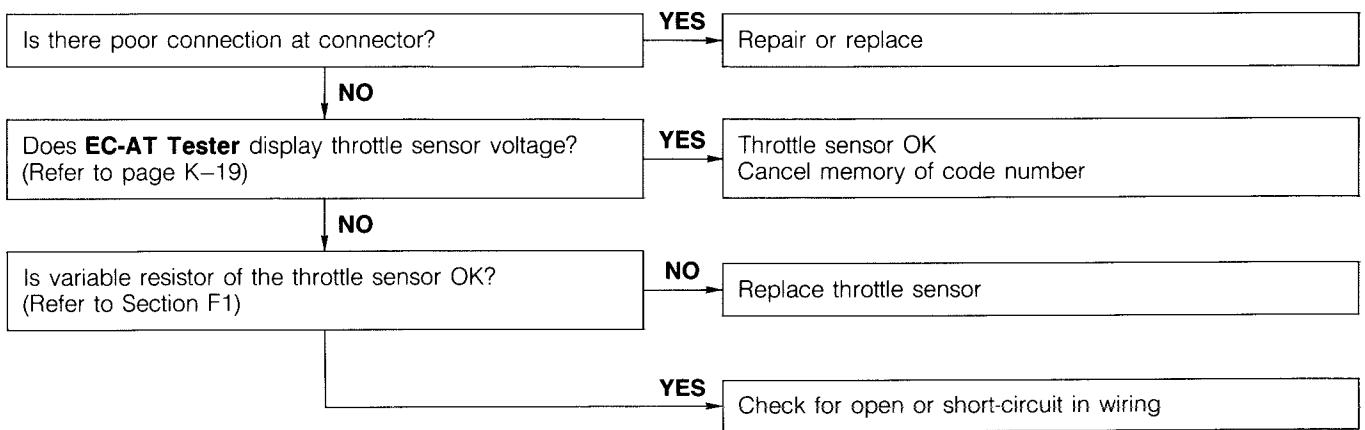 Is there poor connection at connector?
YES
Repair or replace
NO
Does EC-AT Tester display throttle sensor voltage?
(Refer to page K–19)
YES
Throttle sensor OK
Cancel memory of code number
NO
Is variable resistor of the throttle sensor OK?
(Refer to Section F1)
NO
Replace throttle sensor
YES
Check for open or short-circuit in wiring